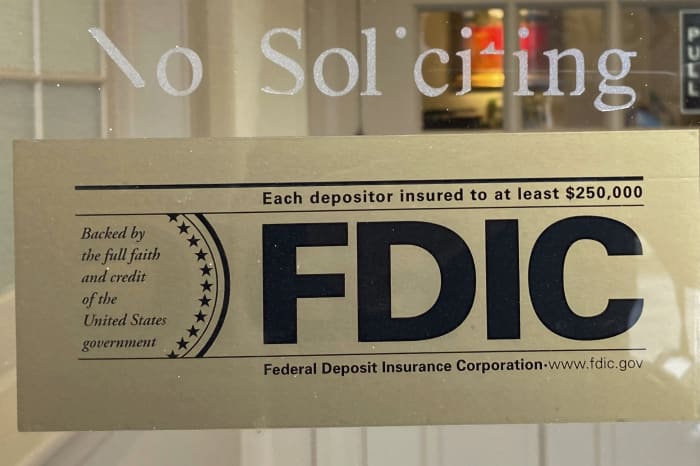 No Soliciting
PULL
Each depositor insured to at least $250,000
Backed by
the full faith
and credit
of the
United States
government
FDIC
Federal Deposit Insurance Corporation·www.fdic.gov